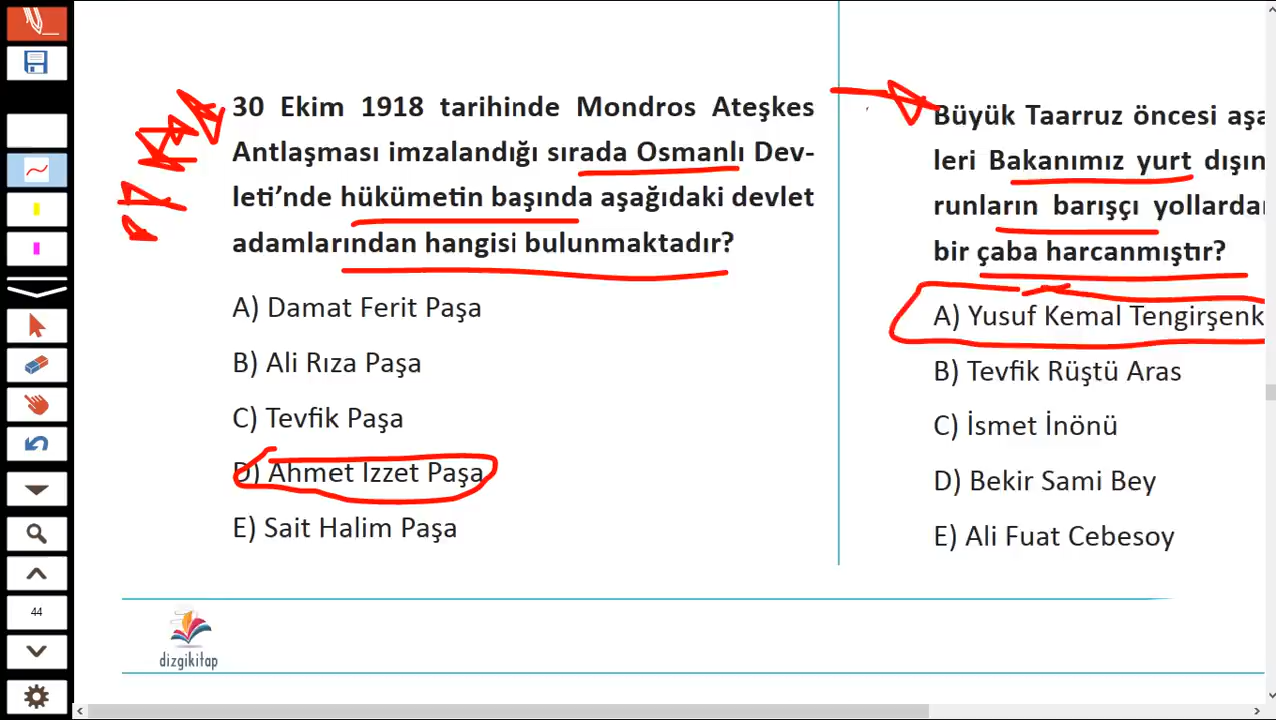 30 Ekim 1918 tarihinde Mondros Ateşkes
Antlaşması imzalandığı sırada Osmanlı Dev-
leti’nde hükümetin başında aşağıdaki devlet
adamlarından hangisi bulunmaktadır?
A) Damat Ferit Paşa
B) Ali Rıza Paşa
C) Tevfik Paşa
D) Ahmet İzzet Paşa
E) Sait Halim Paşa
Büyük Taarruz öncesi aşa
leri Bakanımız yurt dışın
runların barışçı yollardan
bir çaba harcanmıştır?
A) Yusuf Kemal Tengirşenk
B) Tevfik Rüştü Aras
C) İsmet İnönü
D) Bekir Sami Bey
E) Ali Fuat Cebesoy
dizgikitap
44